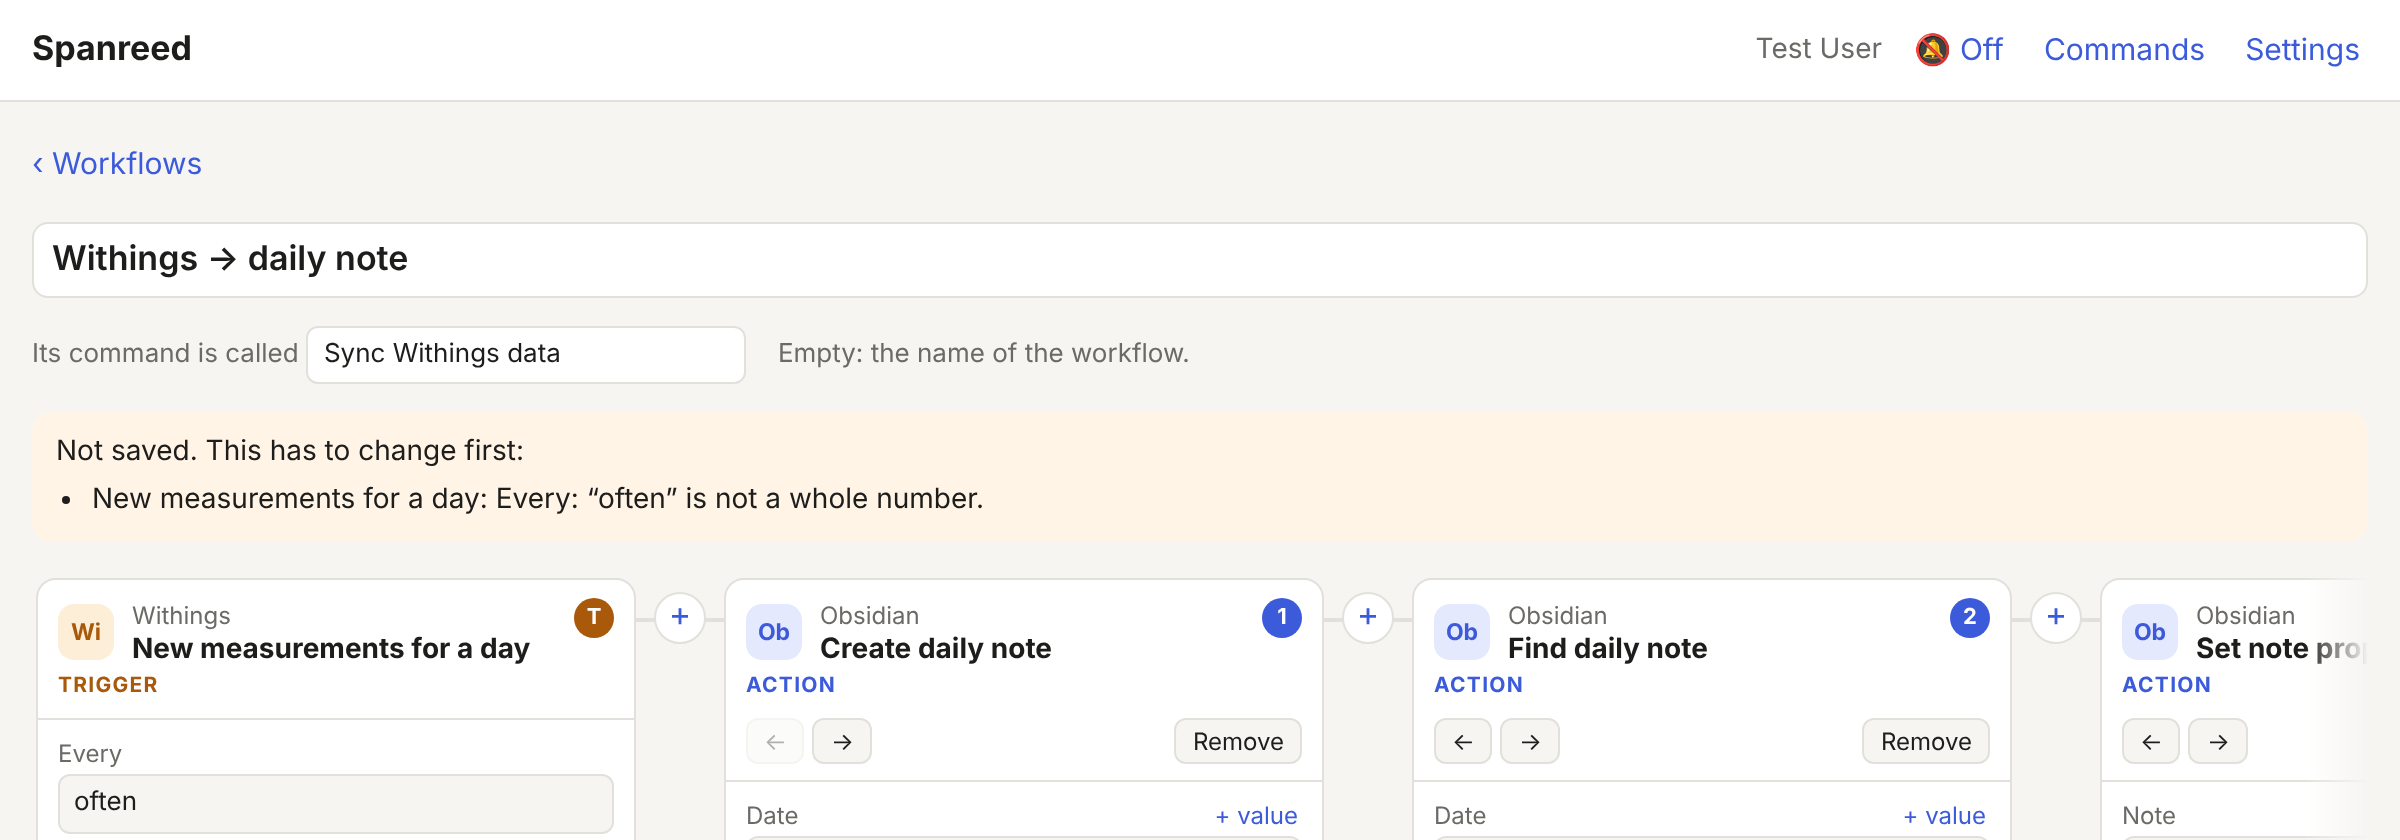 Spanreed
Test User Off Commands Settings
‹ Workflows
Withings → daily note
Its command is called Sync Withings data Empty: the name of the workflow.
Not saved. This has to change first:
• New measurements for a day: Every: “often” is not a whole number.
Wi Withings T
New measurements for a day
TRIGGER
Every
often
+
Ob Obsidian 1
Create daily note
ACTION
← → Remove
Date + value
+
Ob Obsidian 2
Find daily note
ACTION
← → Remove
Date + value
+
Ob Obsidian
Set note
ACTION
← →
Note